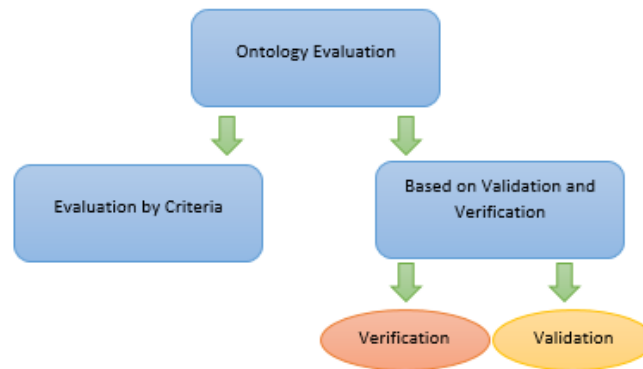 Ontology Evaluation
Evaluation by Criteria
Based on Validation and
Verification
Verification
Validation